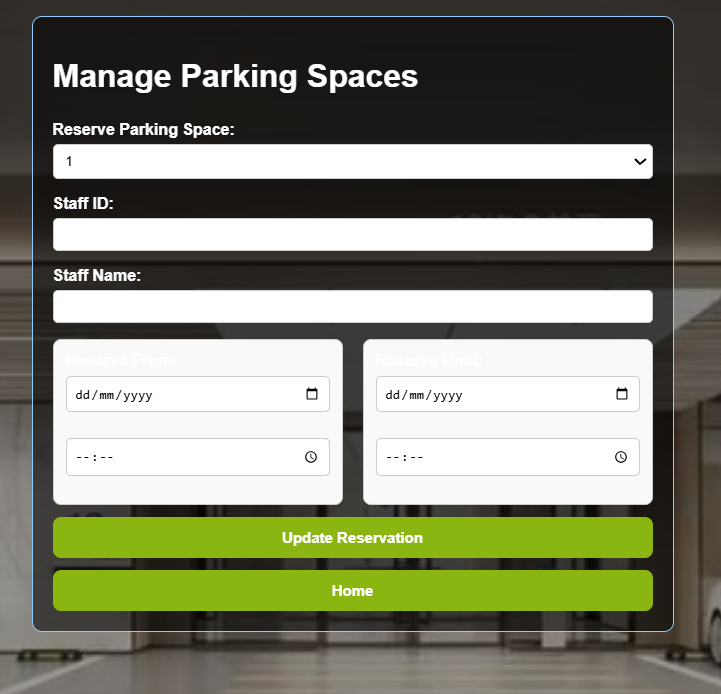 Manage Parking Spaces
Reserve Parking Space:
1
Staff ID:
Staff Name:
Reserve From:
Reserve Until:
dd/mm/yyyy
dd/mm/yyyy
--:--
--:--
Update Reservation
Home